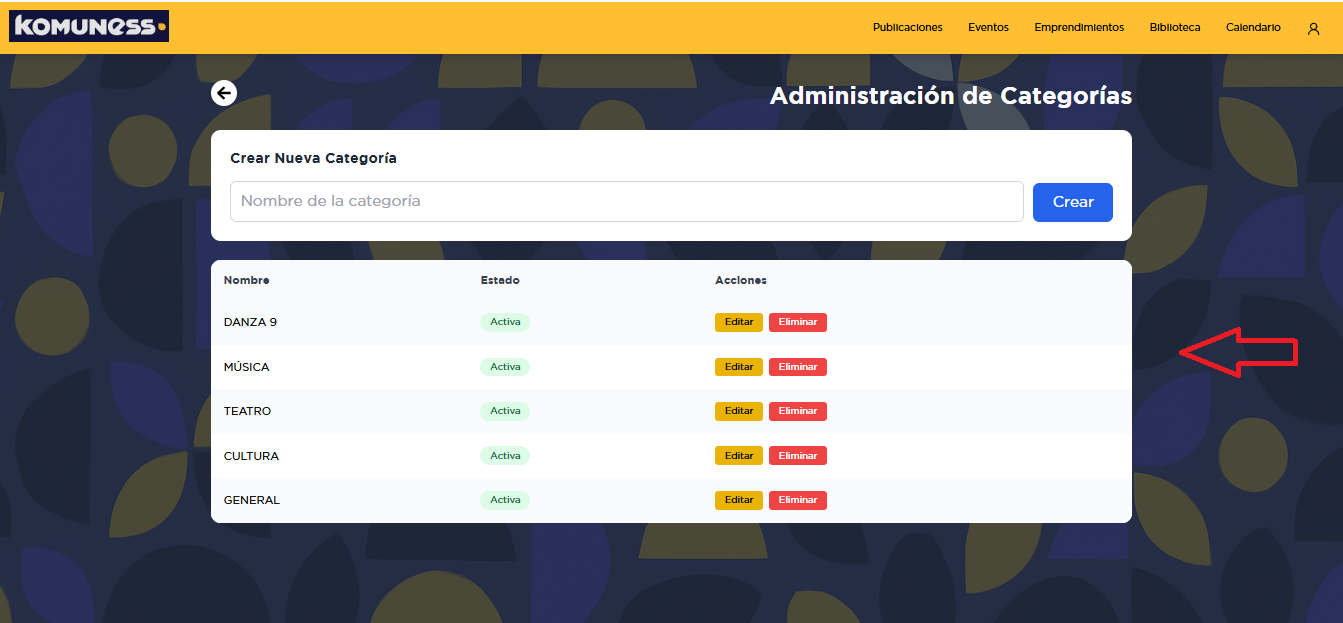 KOMUNESS
Publicaciones Eventos Emprendimientos Biblioteca Calendario
Administración de Categorías
Crear Nueva Categoría
Nombre de la categoría Crear
Nombre Estado Acciones
DANZA 9 Activa Editar Eliminar
MÚSICA Activa Editar Eliminar
TEATRO Activa Editar Eliminar
CULTURA Activa Editar Eliminar
GENERAL Activa Editar Eliminar